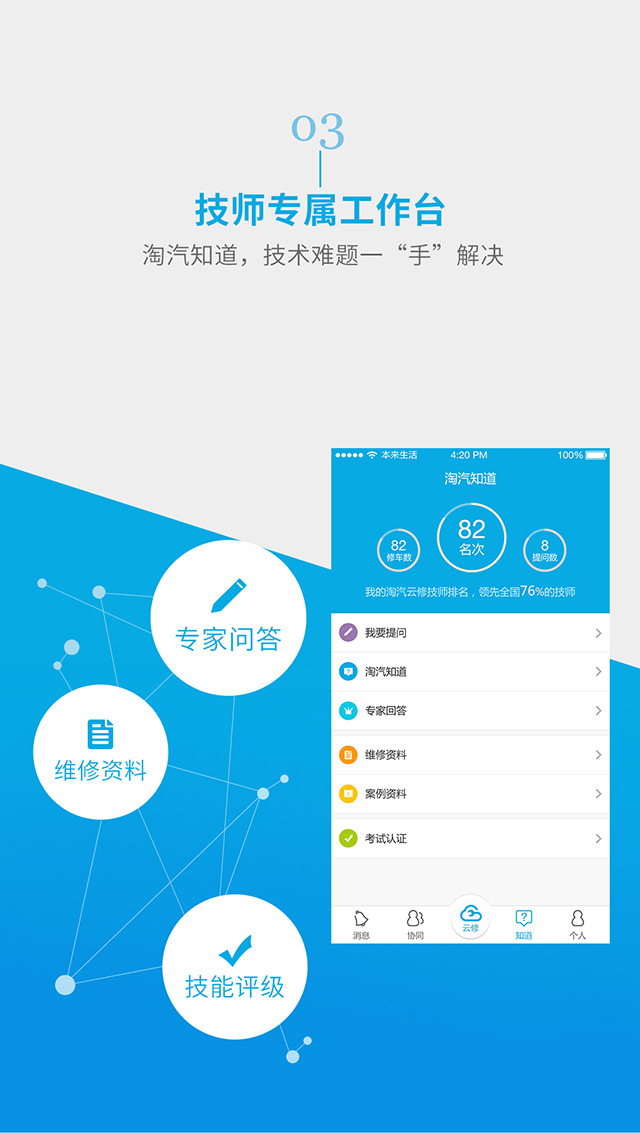 03
技师专属工作台
淘汽知道，技术难题一“手”解决
专家问答
维修资料
技能评级
本来生活 4:20 PM 100%
淘汽知道
82
修车数
82
名次
8
提问数
我的淘汽云修技师排名，领先全国76%的技师
我要提问
淘汽知道
专家回答
维修资料
案例资料
考试认证
消息 协同 云修 知道 个人